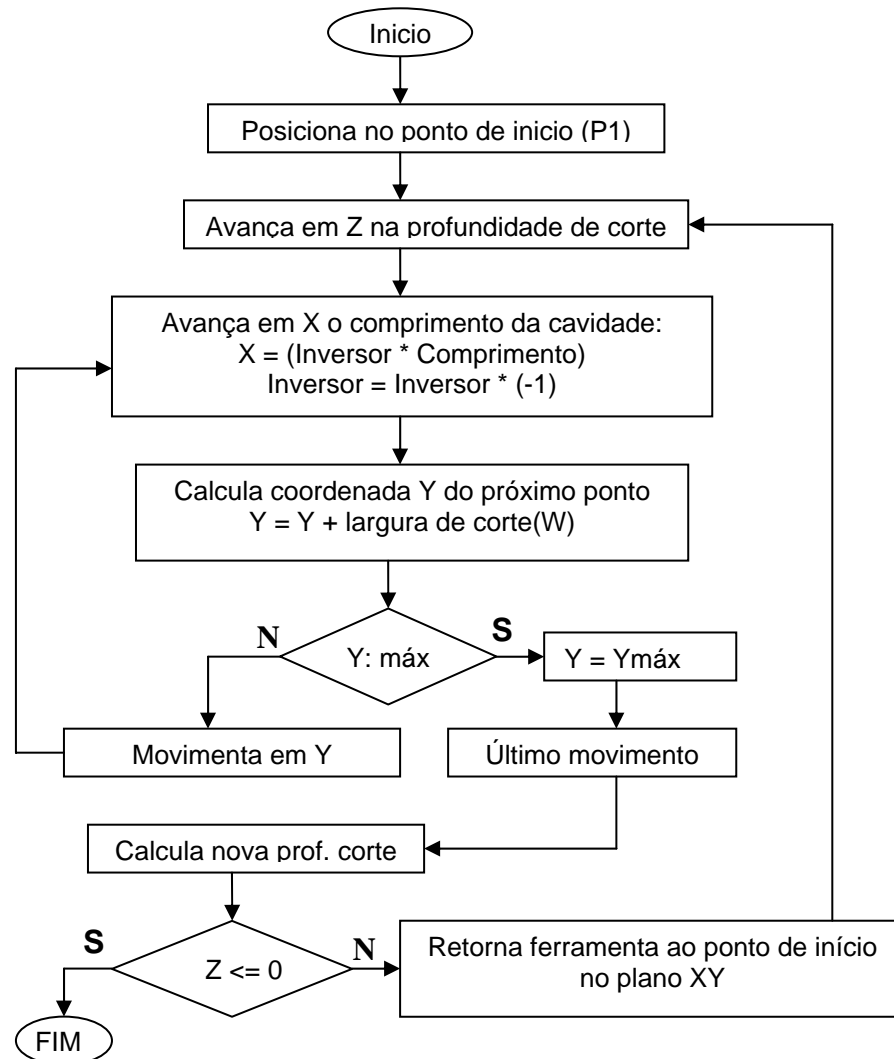 Inicio
Posiciona no ponto de inicio (P1)
Avança em Z na profundidade de corte
Avança em X o comprimento da cavidade:
X = (Inversor * Comprimento)
Inversor = Inversor * (-1)
Calcula coordenada Y do próximo ponto
Y = Y + largura de corte(W)
N
S
Y: máx
Y = Ymáx
Movimenta em Y
Último movimento
Calcula nova prof. corte
S
N
Z <= 0
Retorna ferramenta ao ponto de início
no plano XY
FIM